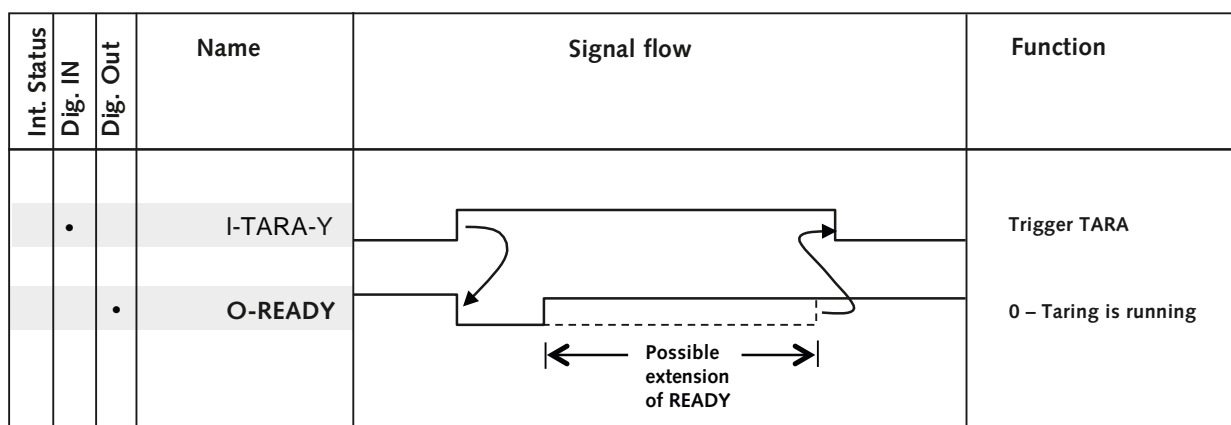 Int. Status
Dig. IN
Dig. Out
Name
Signal flow
Function
I-TARA-Y
Trigger TARA
O-READY
0 – Taring is running
Possible
extension
of READY